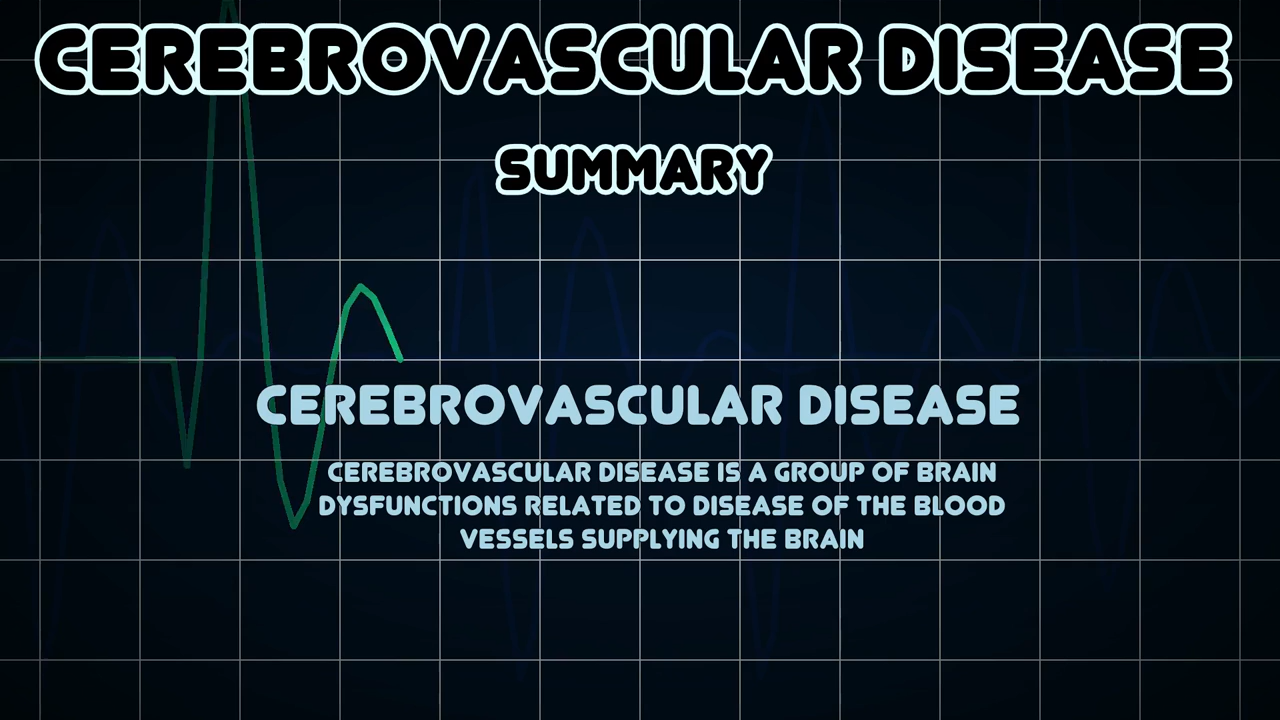 CEREBROVASCULAR DISEASE
SUMMARY
CEREBROVASCULAR DISEASE
CEREBROVASCULAR DISEASE IS A GROUP OF BRAIN
DYSFUNCTIONS RELATED TO DISEASE OF THE BLOOD
VESSELS SUPPLYING THE BRAIN